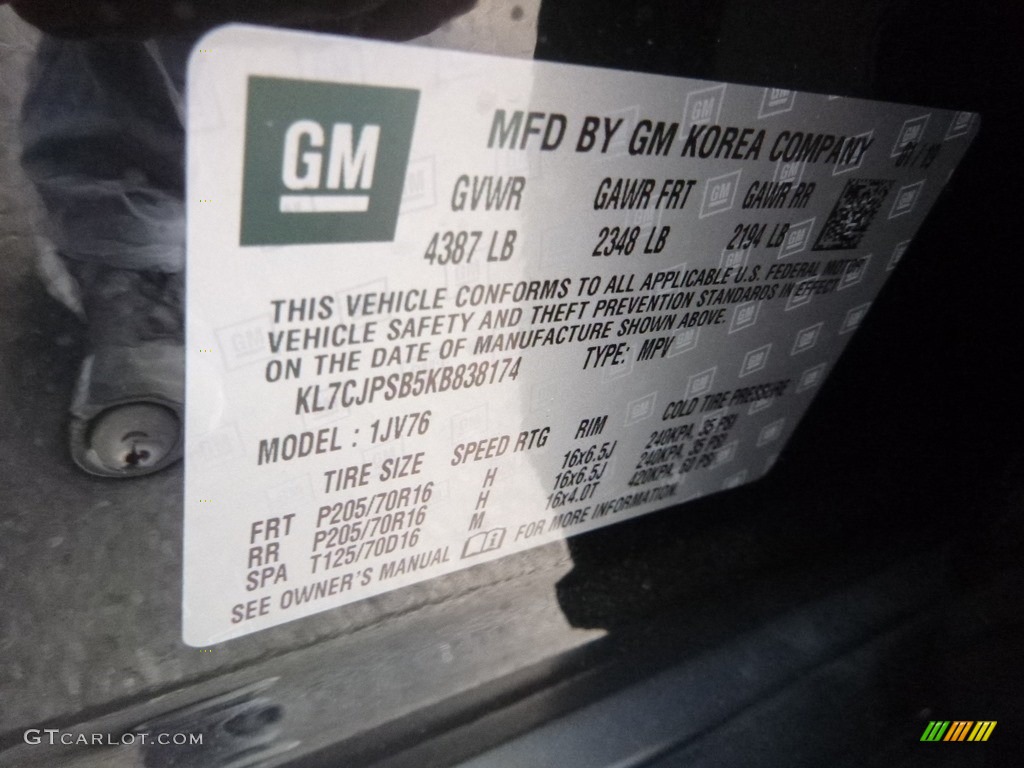 GM
MFD BY GM KOREA COMPANY 01/19
GVWR GAWR FRT GAWR RR
4387 LB 2348 LB 2194 LB
THIS VEHICLE CONFORMS TO ALL APPLICABLE U.S. FEDERAL MOTOR
VEHICLE SAFETY AND THEFT PREVENTION STANDARDS IN EFFECT
ON THE DATE OF MANUFACTURE SHOWN ABOVE.
KL7CJPSB5KB838174 TYPE: MPV
MODEL : 1JV76
TIRE SIZE SPEED RTG RIM COLD TIRE PRESSURE
FRT P205/70R16 H 16x6.5J 240KPA, 35 PSI
RR P205/70R16 H 16x6.5J 240KPA, 35 PSI
SPA T125/70D16 M 16x4.0T 420KPA, 60 PSI
SEE OWNER'S MANUAL FOR MORE INFORMATION.
GTCARLOT.COM